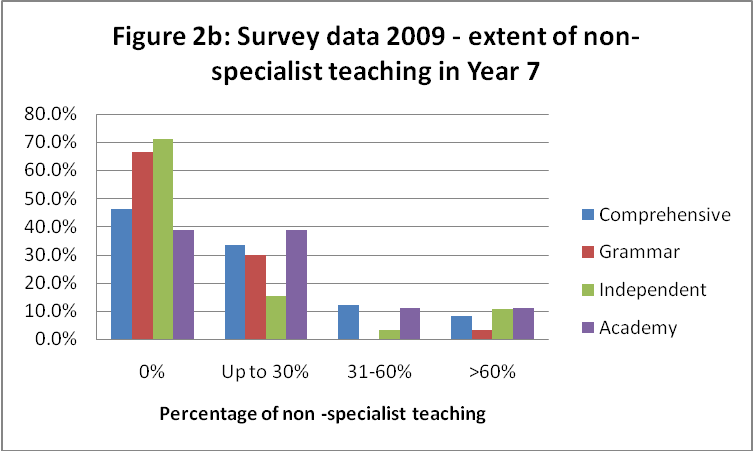 Figure 2b: Survey data 2009 - extent of non-
specialist teaching in Year 7
80.0%
70.0%
60.0%
50.0%
40.0%
30.0%
20.0%
10.0%
0.0%
0%
Up to 30%
31-60%
>60%
Percentage of non -specialist teaching
Comprehensive
Grammar
Independent
Academy